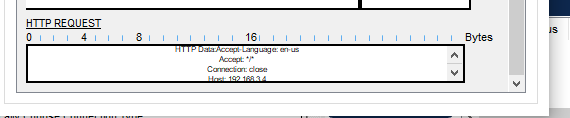 HTTP REQUEST
0 4 8 16 Bytes
HTTP Data:Accept-Language: en-us
Accept: */*
Connection: close
Host: 192.168.3.4
us